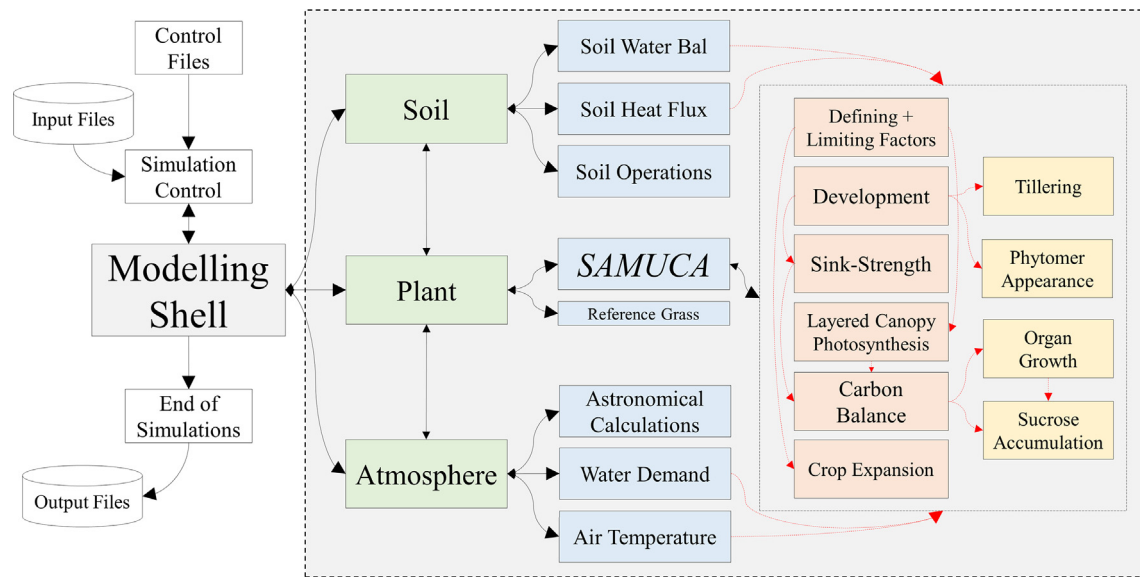 Control
Files
Input Files
Simulation
Control
Modelling
Shell
End of
Simulations
Output Files
Soil
Plant
Atmosphere
Soil Water Bal
Soil Heat Flux
Soil Operations
SAMUCA
Reference Grass
Astronomical
Calculations
Water Demand
Air Temperature
Defining +
Limiting Factors
Development
Sink-Strength
Layered Canopy
Photosynthesis
Carbon
Balance
Crop Expansion
Tillering
Phytomer
Appearance
Organ
Growth
Sucrose
Accumulation